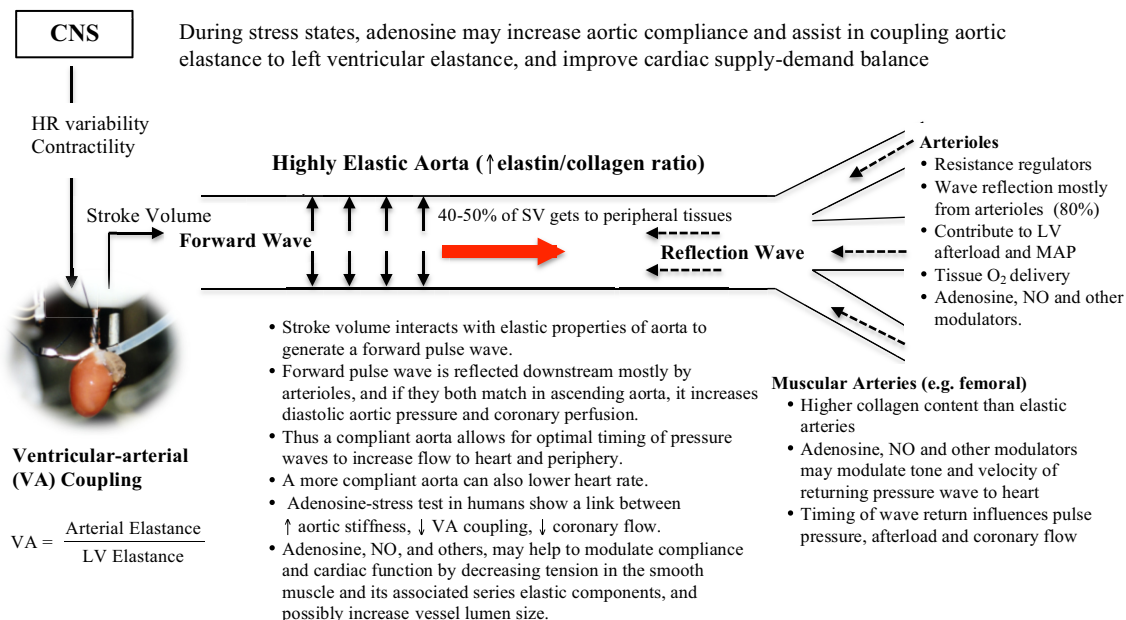 CNS
During stress states, adenosine may increase aortic compliance and assist in coupling aortic
elastance to left ventricular elastance, and improve cardiac supply-demand balance
HR variability
Contractility
Highly Elastic Aorta (↑elastin/collagen ratio)
Stroke Volume
Forward Wave
40-50% of SV gets to peripheral tissues
Reflection Wave
Arterioles
• Resistance regulators
• Wave reflection mostly
from arterioles (80%)
• Contribute to LV
afterload and MAP
• Tissue O₂ delivery
• Adenosine, NO and other
modulators.
Ventricular-arterial
(VA) Coupling
VA = Arterial Elastance
LV Elastance
• Stroke volume interacts with elastic properties of aorta to
generate a forward pulse wave.
• Forward pulse wave is reflected downstream mostly by
arterioles, and if they both match in ascending aorta, it increases
diastolic aortic pressure and coronary perfusion.
• Thus a compliant aorta allows for optimal timing of pressure
waves to increase flow to heart and periphery.
• A more compliant aorta can also lower heart rate.
• Adenosine-stress test in humans show a link between
↑ aortic stiffness, ↓ VA coupling, ↓ coronary flow.
• Adenosine, NO, and others, may help to modulate compliance
and cardiac function by decreasing tension in the smooth
muscle and its associated series elastic components, and
possibly increase vessel lumen size.
Muscular Arteries (e.g. femoral)
• Higher collagen content than elastic
arteries
• Adenosine, NO and other modulators
may modulate tone and velocity of
returning pressure wave to heart
• Timing of wave return influences pulse
pressure, afterload and coronary flow